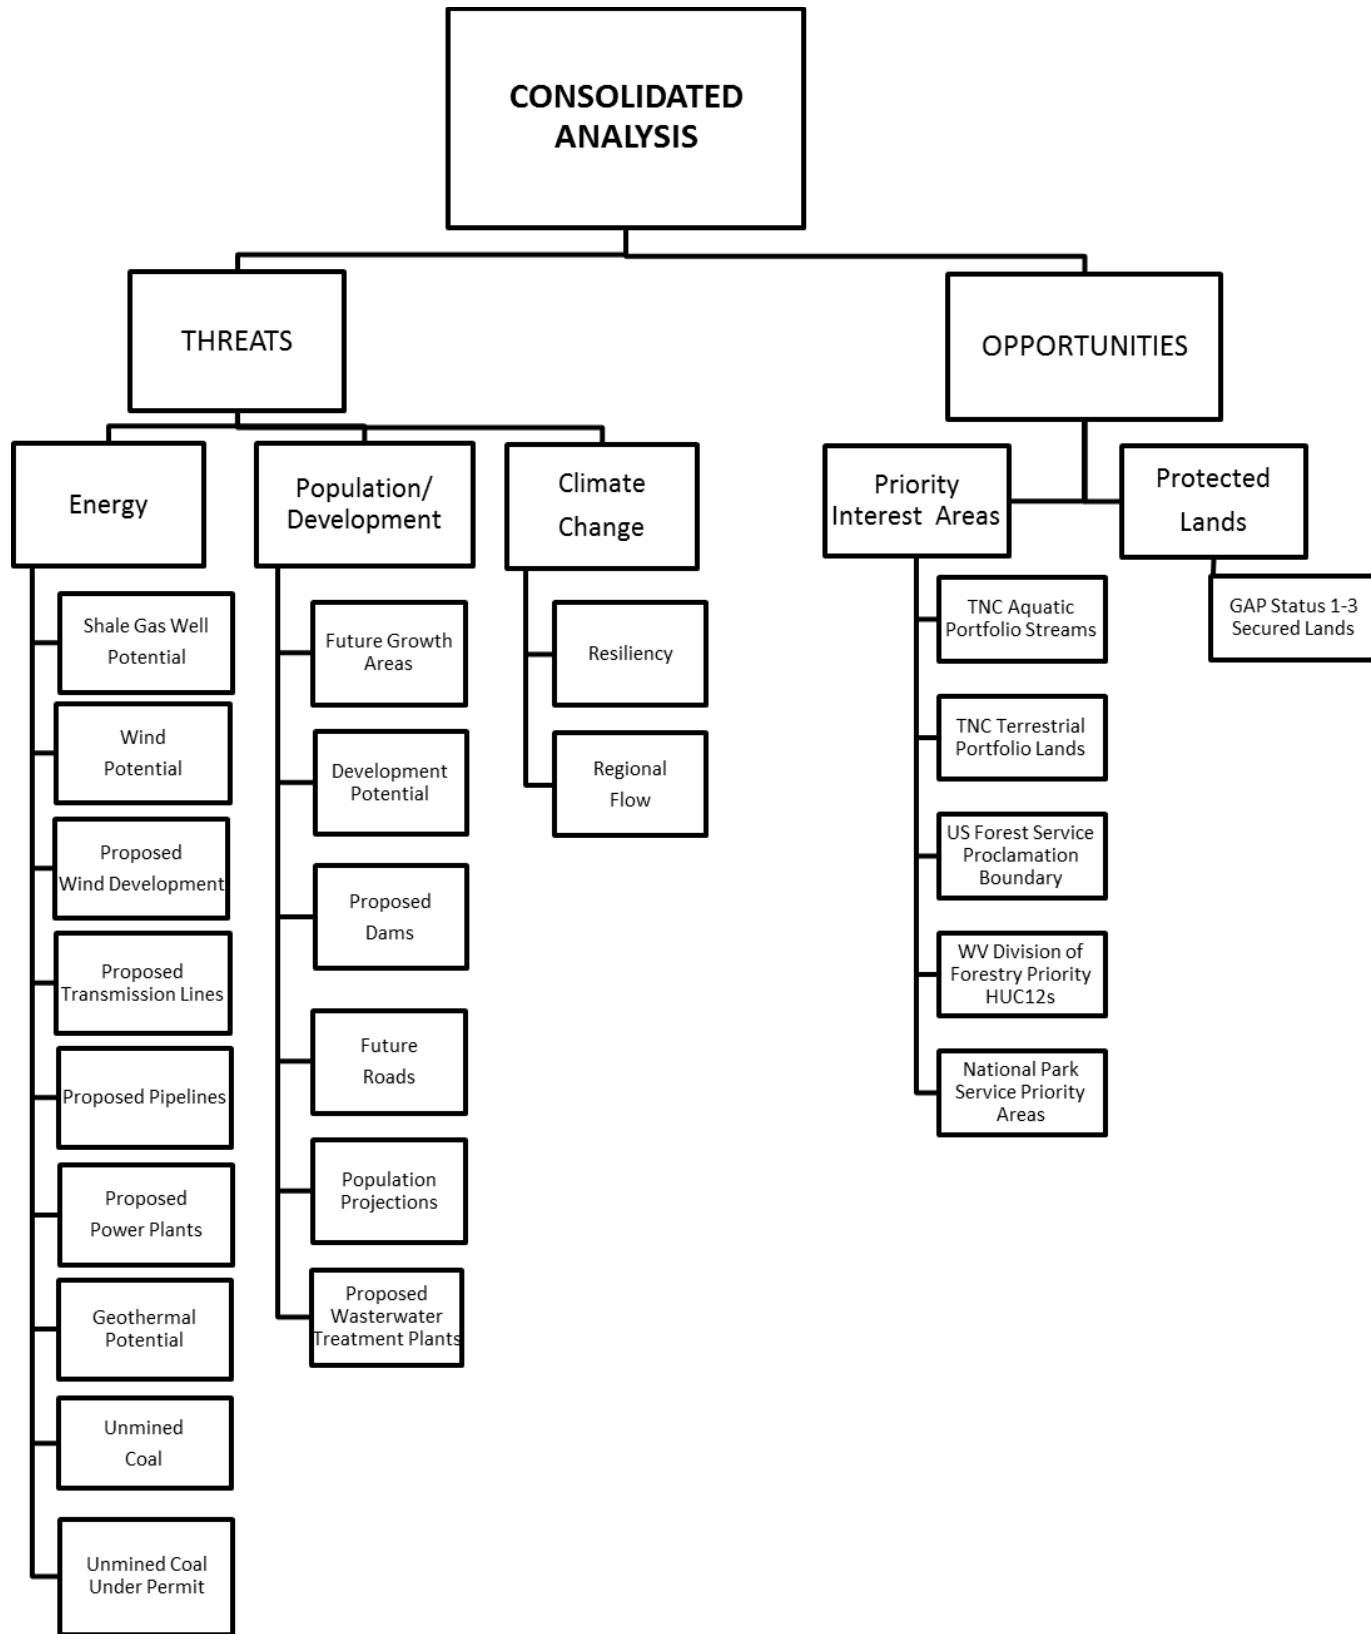 CONSOLIDATED
ANALYSIS
THREATS
OPPORTUNITIES
Energy
Population/
Development
Climate
Change
Priority
Interest Areas
Protected
Lands
Shale Gas Well
Potential
Wind
Potential
Proposed
Wind Development
Proposed
Transmission Lines
Proposed Pipelines
Proposed
Power Plants
Geothermal
Potential
Unmined
Coal
Unmined Coal
Under Permit
Future Growth
Areas
Development
Potential
Proposed
Dams
Future
Roads
Population
Projections
Proposed
Wasterwater
Treatment Plants
Resiliency
Regional
Flow
TNC Aquatic
Portfolio Streams
TNC Terrestrial
Portfolio Lands
US Forest Service
Proclamation
Boundary
WV Division of
Forestry Priority
HUC12s
National Park
Service Priority
Areas
GAP Status 1-3
Secured Lands